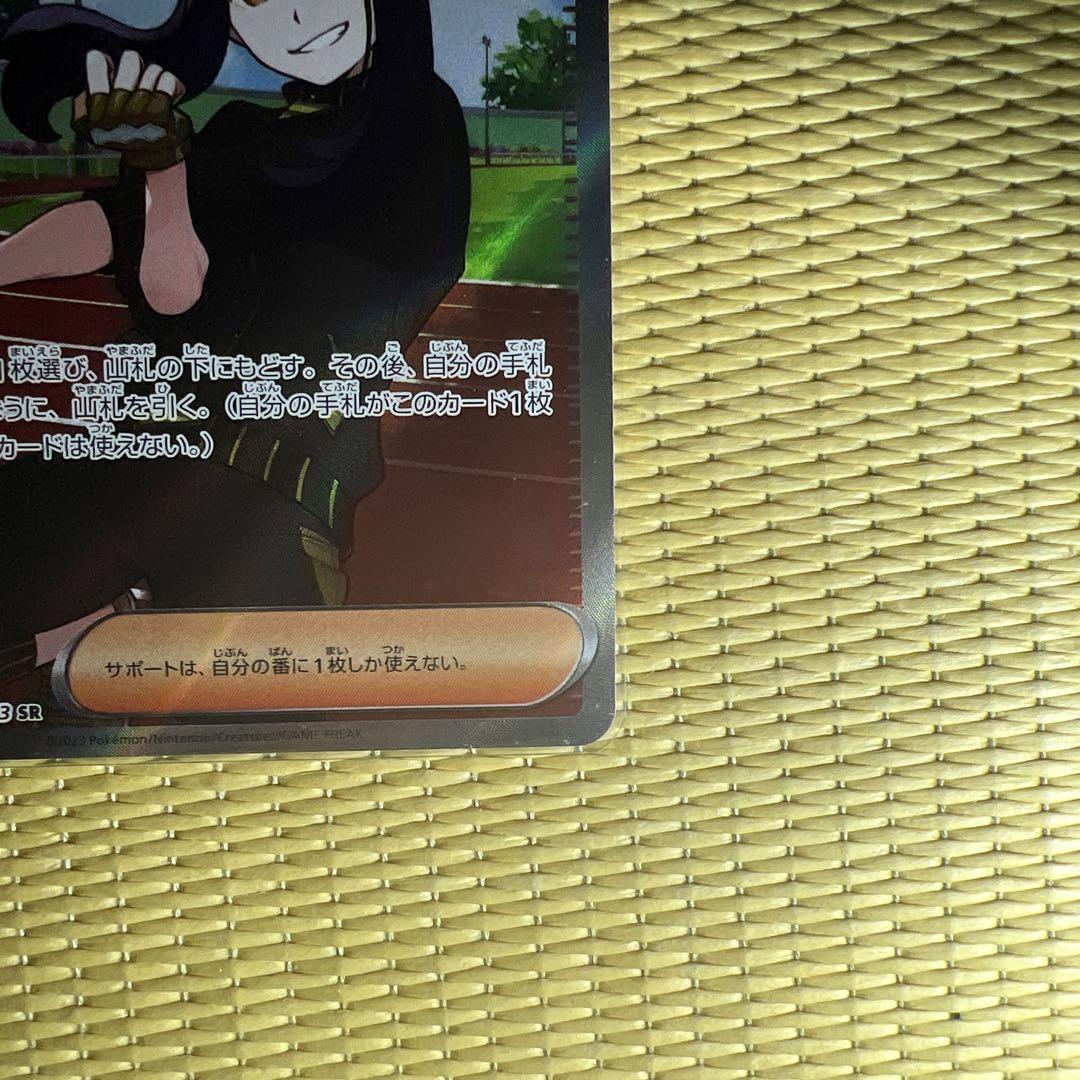 1枚選び、山札の下にもどす。その後、自分の手札
うに、山札を引く。（自分の手札がこのカード1枚
カードは使えない。）
サポートは、自分の番に1枚しか使えない。
3 SR
©2023 Pokémon/Nintendo/Creatures/GAME FREAK